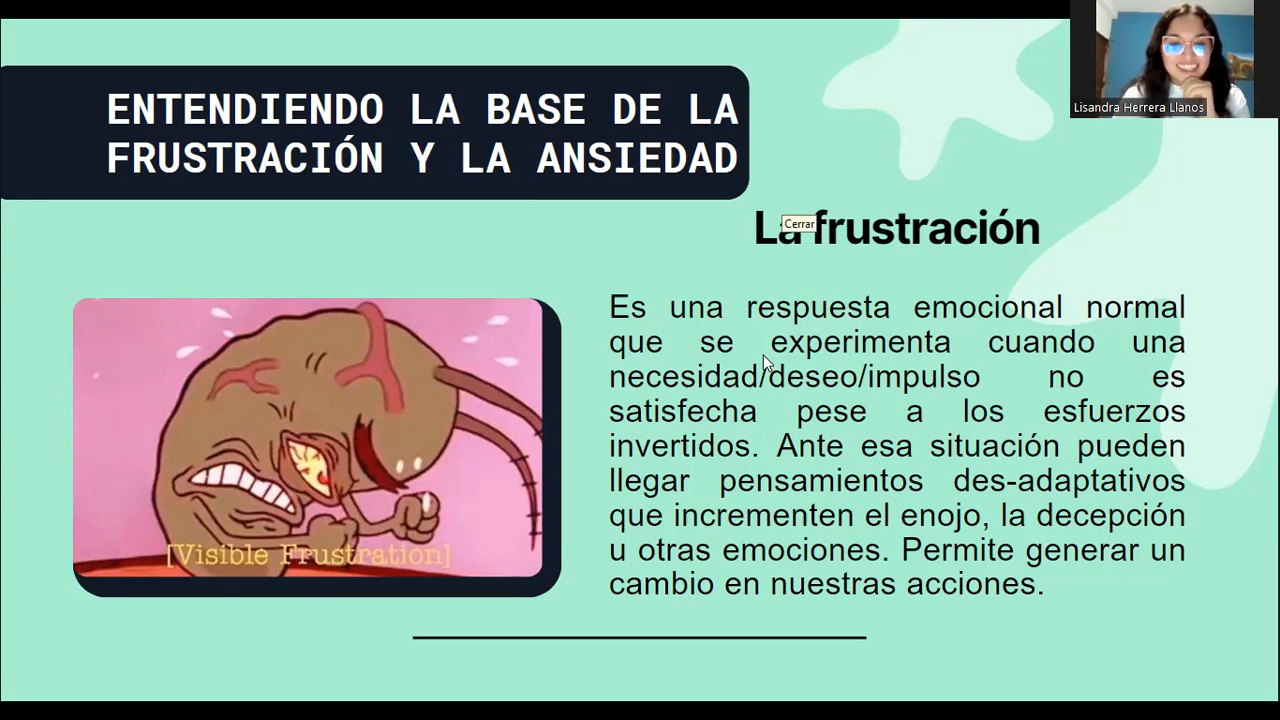 ENTENDIENDO LA BASE DE LA
FRUSTRACIÓN Y LA ANSIEDAD
Lisandra Herrera Llanos
La frustración
Cerrar
Es una respuesta emocional normal
que se experimenta cuando una
necesidad/deseo/impulso no es
satisfecha pese a los esfuerzos
invertidos. Ante esa situación pueden
llegar pensamientos des-adaptativos
que incrementen el enojo, la decepción
u otras emociones. Permite generar un
cambio en nuestras acciones.
[Visible Frustration]